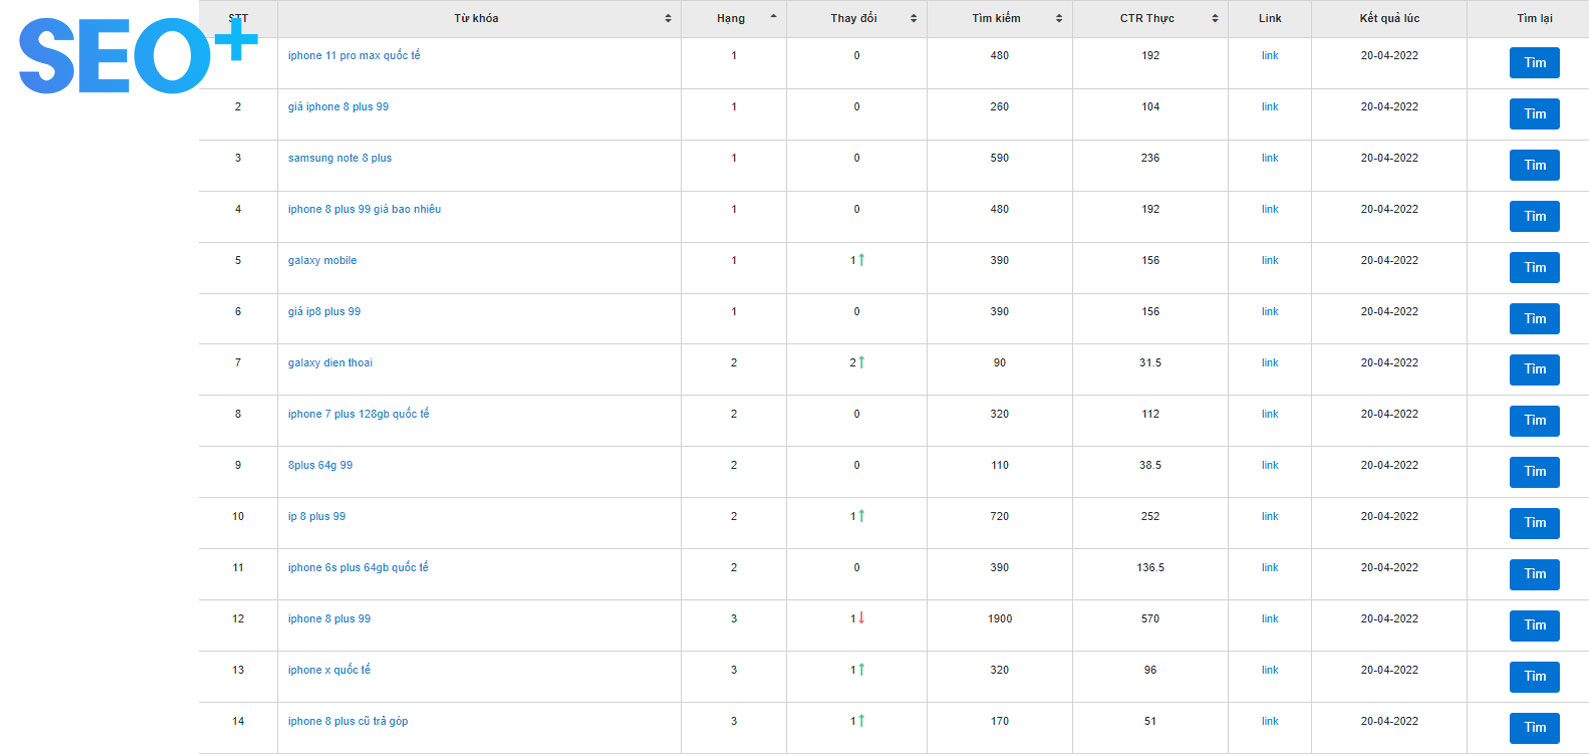 SEO+
STT Từ khóa Hạng Thay đổi Tìm kiếm CTR Thực Link Kết quả lúc Tìm lại
iphone 11 pro max quốc tế 1 0 480 192 link 20-04-2022 Tìm
2 giá iphone 8 plus 99 1 0 260 104 link 20-04-2022 Tìm
3 samsung note 8 plus 1 0 590 236 link 20-04-2022 Tìm
4 iphone 8 plus 99 giá bao nhiêu 1 0 480 192 link 20-04-2022 Tìm
5 galaxy mobile 1 1↑ 390 156 link 20-04-2022 Tìm
6 giá ip8 plus 99 1 0 390 156 link 20-04-2022 Tìm
7 galaxy dien thoai 2 2↑ 90 31.5 link 20-04-2022 Tìm
8 iphone 7 plus 128gb quốc tế 2 0 320 112 link 20-04-2022 Tìm
9 8plus 64g 99 2 0 110 38.5 link 20-04-2022 Tìm
10 ip 8 plus 99 2 1↑ 720 252 link 20-04-2022 Tìm
11 iphone 6s plus 64gb quốc tế 2 0 390 136.5 link 20-04-2022 Tìm
12 iphone 8 plus 99 3 1↓ 1900 570 link 20-04-2022 Tìm
13 iphone x quốc tế 3 1↑ 320 96 link 20-04-2022 Tìm
14 iphone 8 plus cũ trả góp 3 1↑ 170 51 link 20-04-2022 Tìm